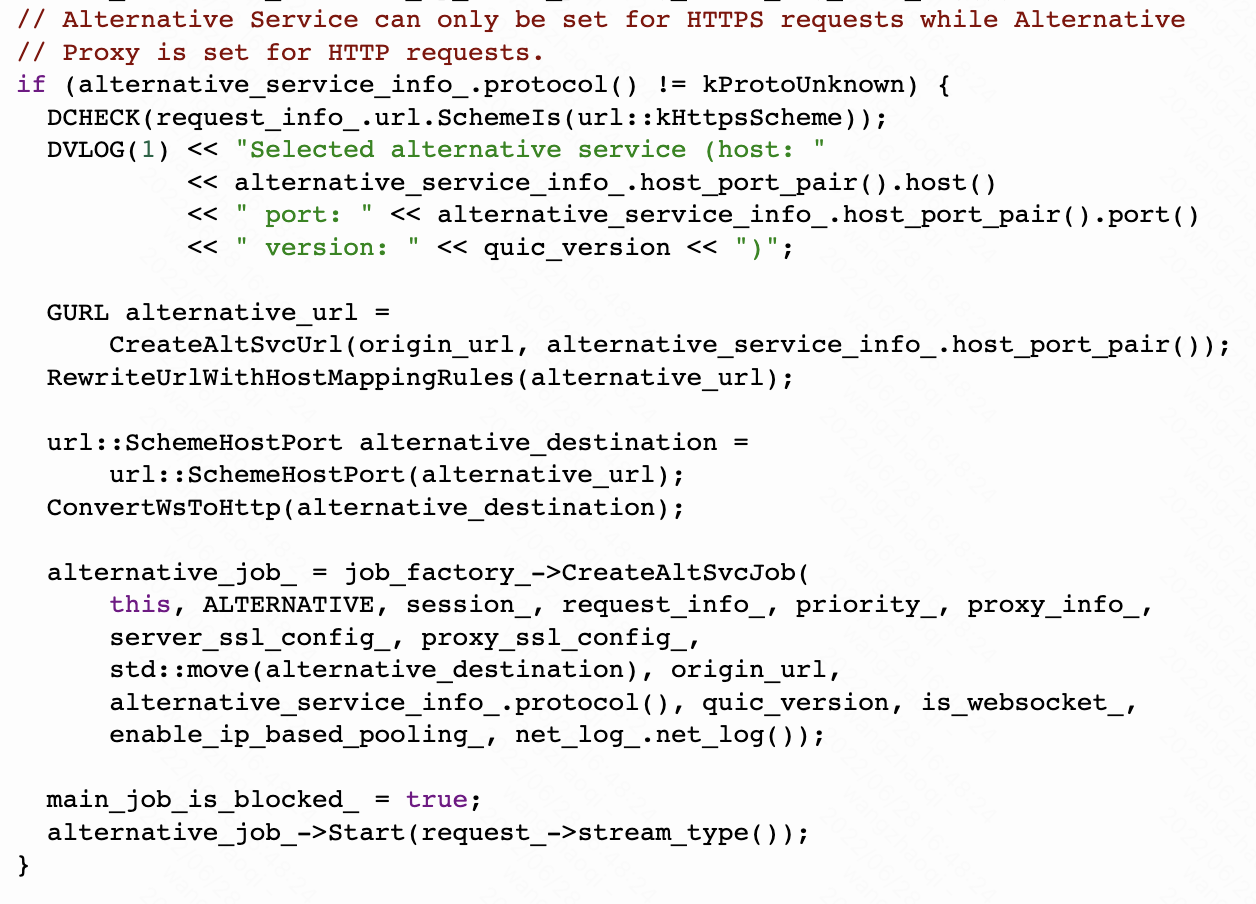 // Alternative Service can only be set for HTTPS requests while Alternative
// Proxy is set for HTTP requests.
if (alternative_service_info_.protocol() != kProtoUnknown) {
  DCHECK(request_info_.url.SchemeIs(url::kHttpsScheme));
  DVLOG(1) << "Selected alternative service (host: "
           << alternative_service_info_.host_port_pair().host()
           << " port: " << alternative_service_info_.host_port_pair().port()
           << " version: " << quic_version << ")";

  GURL alternative_url =
      CreateAltSvcUrl(origin_url, alternative_service_info_.host_port_pair());
  RewriteUrlWithHostMappingRules(alternative_url);

  url::SchemeHostPort alternative_destination =
      url::SchemeHostPort(alternative_url);
  ConvertWsToHttp(alternative_destination);

  alternative_job_ = job_factory_->CreateAltSvcJob(
      this, ALTERNATIVE, session_, request_info_, priority_, proxy_info_,
      server_ssl_config_, proxy_ssl_config_,
      std::move(alternative_destination), origin_url,
      alternative_service_info_.protocol(), quic_version, is_websocket_,
      enable_ip_based_pooling_, net_log_.net_log());

  main_job_is_blocked_ = true;
  alternative_job_->Start(request_->stream_type());
}